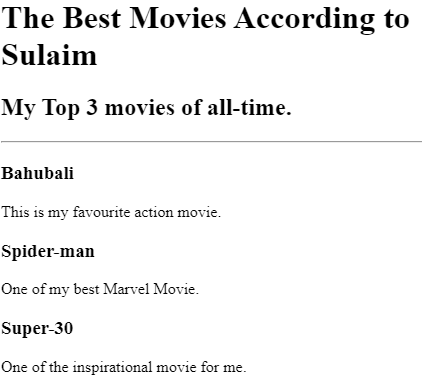 The Best Movies According to
Sulaim
My Top 3 movies of all-time.
Bahubali
This is my favourite action movie.
Spider-man
One of my best Marvel Movie.
Super-30
One of the inspirational movie for me.